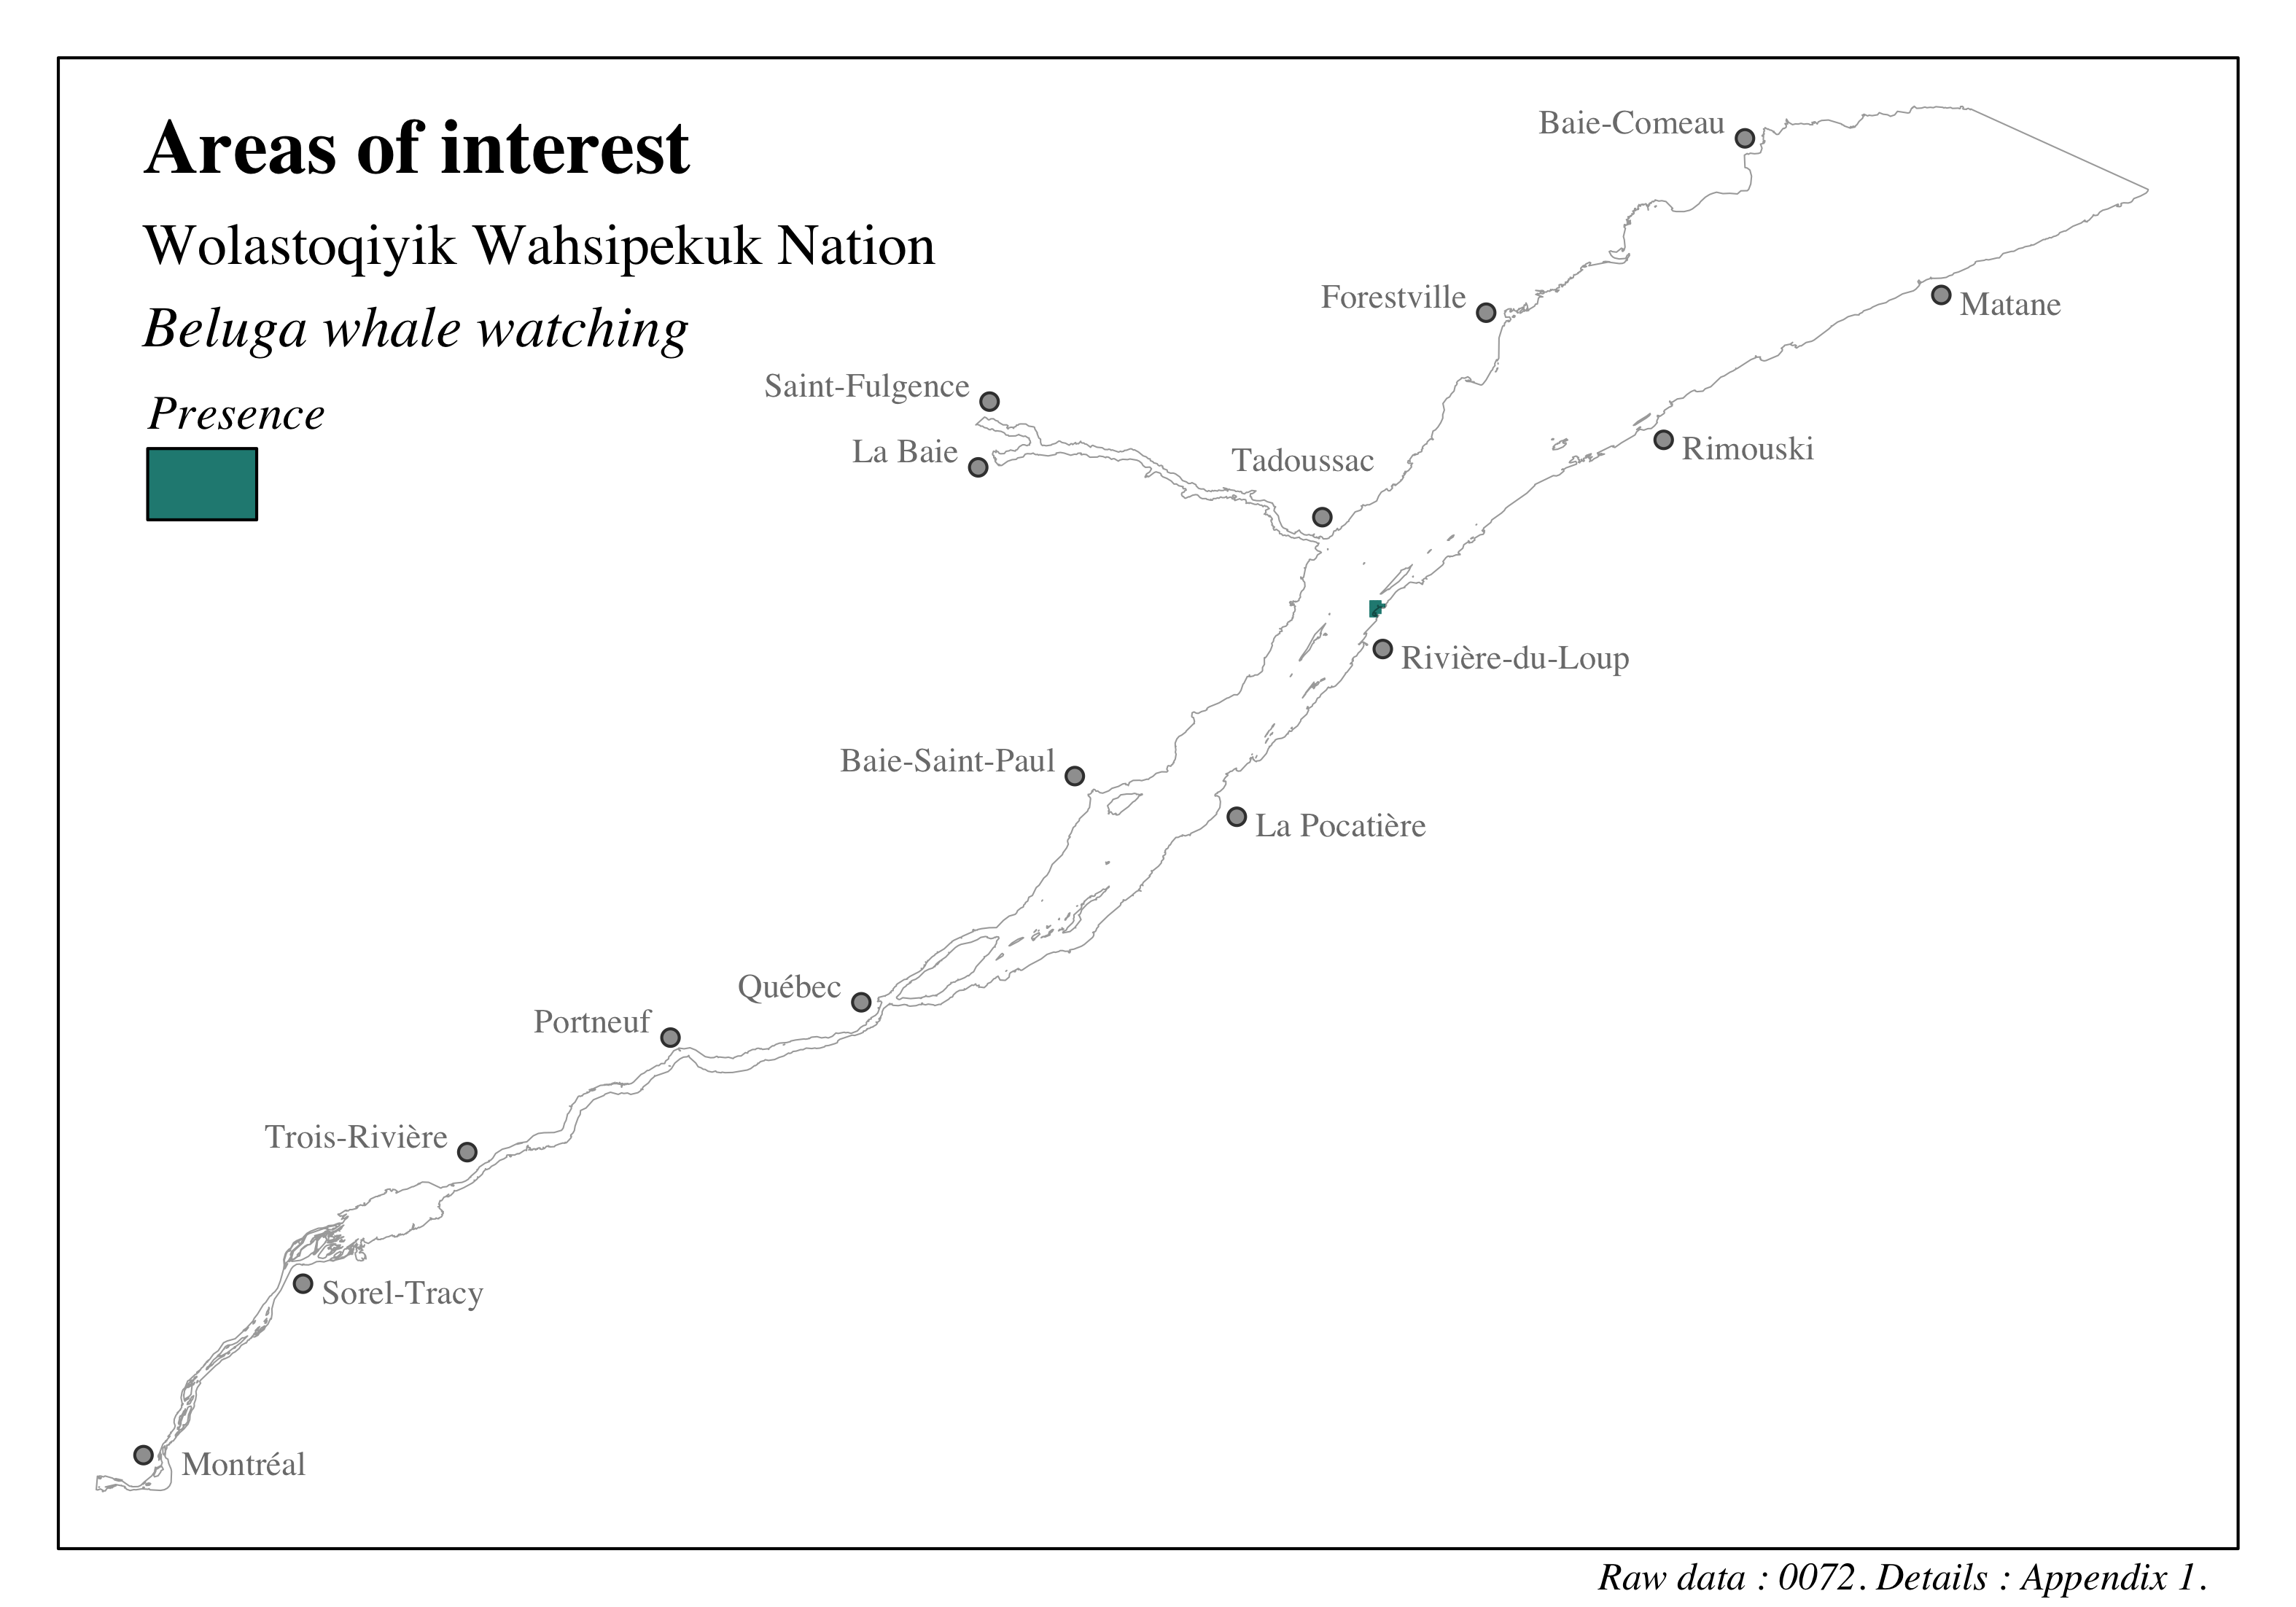 Areas of interest
Wolastoqiyik Wahsipekuk Nation
Beluga whale watching
Presence
Baie-Comeau
Forestville
Matane
Saint-Fulgence
La Baie
Tadoussac
Rimouski
Rivière-du-Loup
Baie-Saint-Paul
La Pocatière
Québec
Portneuf
Trois-Rivière
Sorel-Tracy
Montréal
Raw data : 0072. Details : Appendix 1.